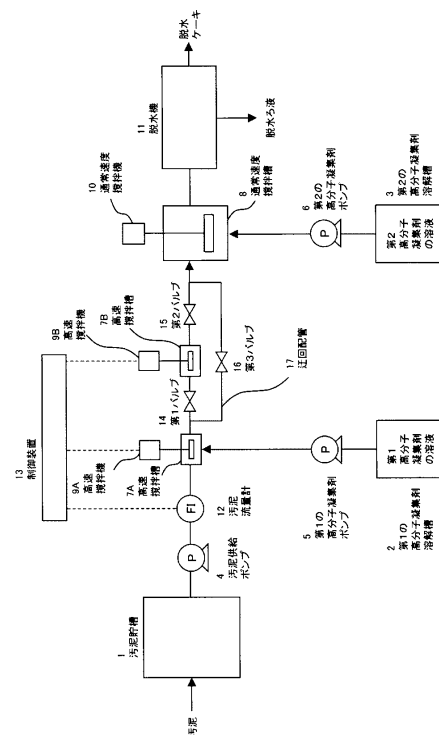 汚泥
1
汚泥貯槽
P
4
汚泥供給
ポンプ
FI
12
汚泥
流量計
13
制御装置
9A
高速
撹拌機
7A
高速
撹拌槽
14
第1バルブ
9B
高速
撹拌機
7B
高速
撹拌槽
15
第2バルブ
16
第3バルブ
17
迂回配管
10
通常速度
撹拌機
8
通常速度
撹拌槽
11
脱水機
脱水
ケーキ
脱水ろ液
P
5
第1の
高分子凝集剤
ポンプ
第1
高分子
凝集剤
の溶液
2
第1の
高分子凝集剤
溶解槽
P
6
第2の
高分子凝集剤
ポンプ
第2
高分子
凝集剤
の溶液
3
第2の
高分子凝集剤
溶解槽